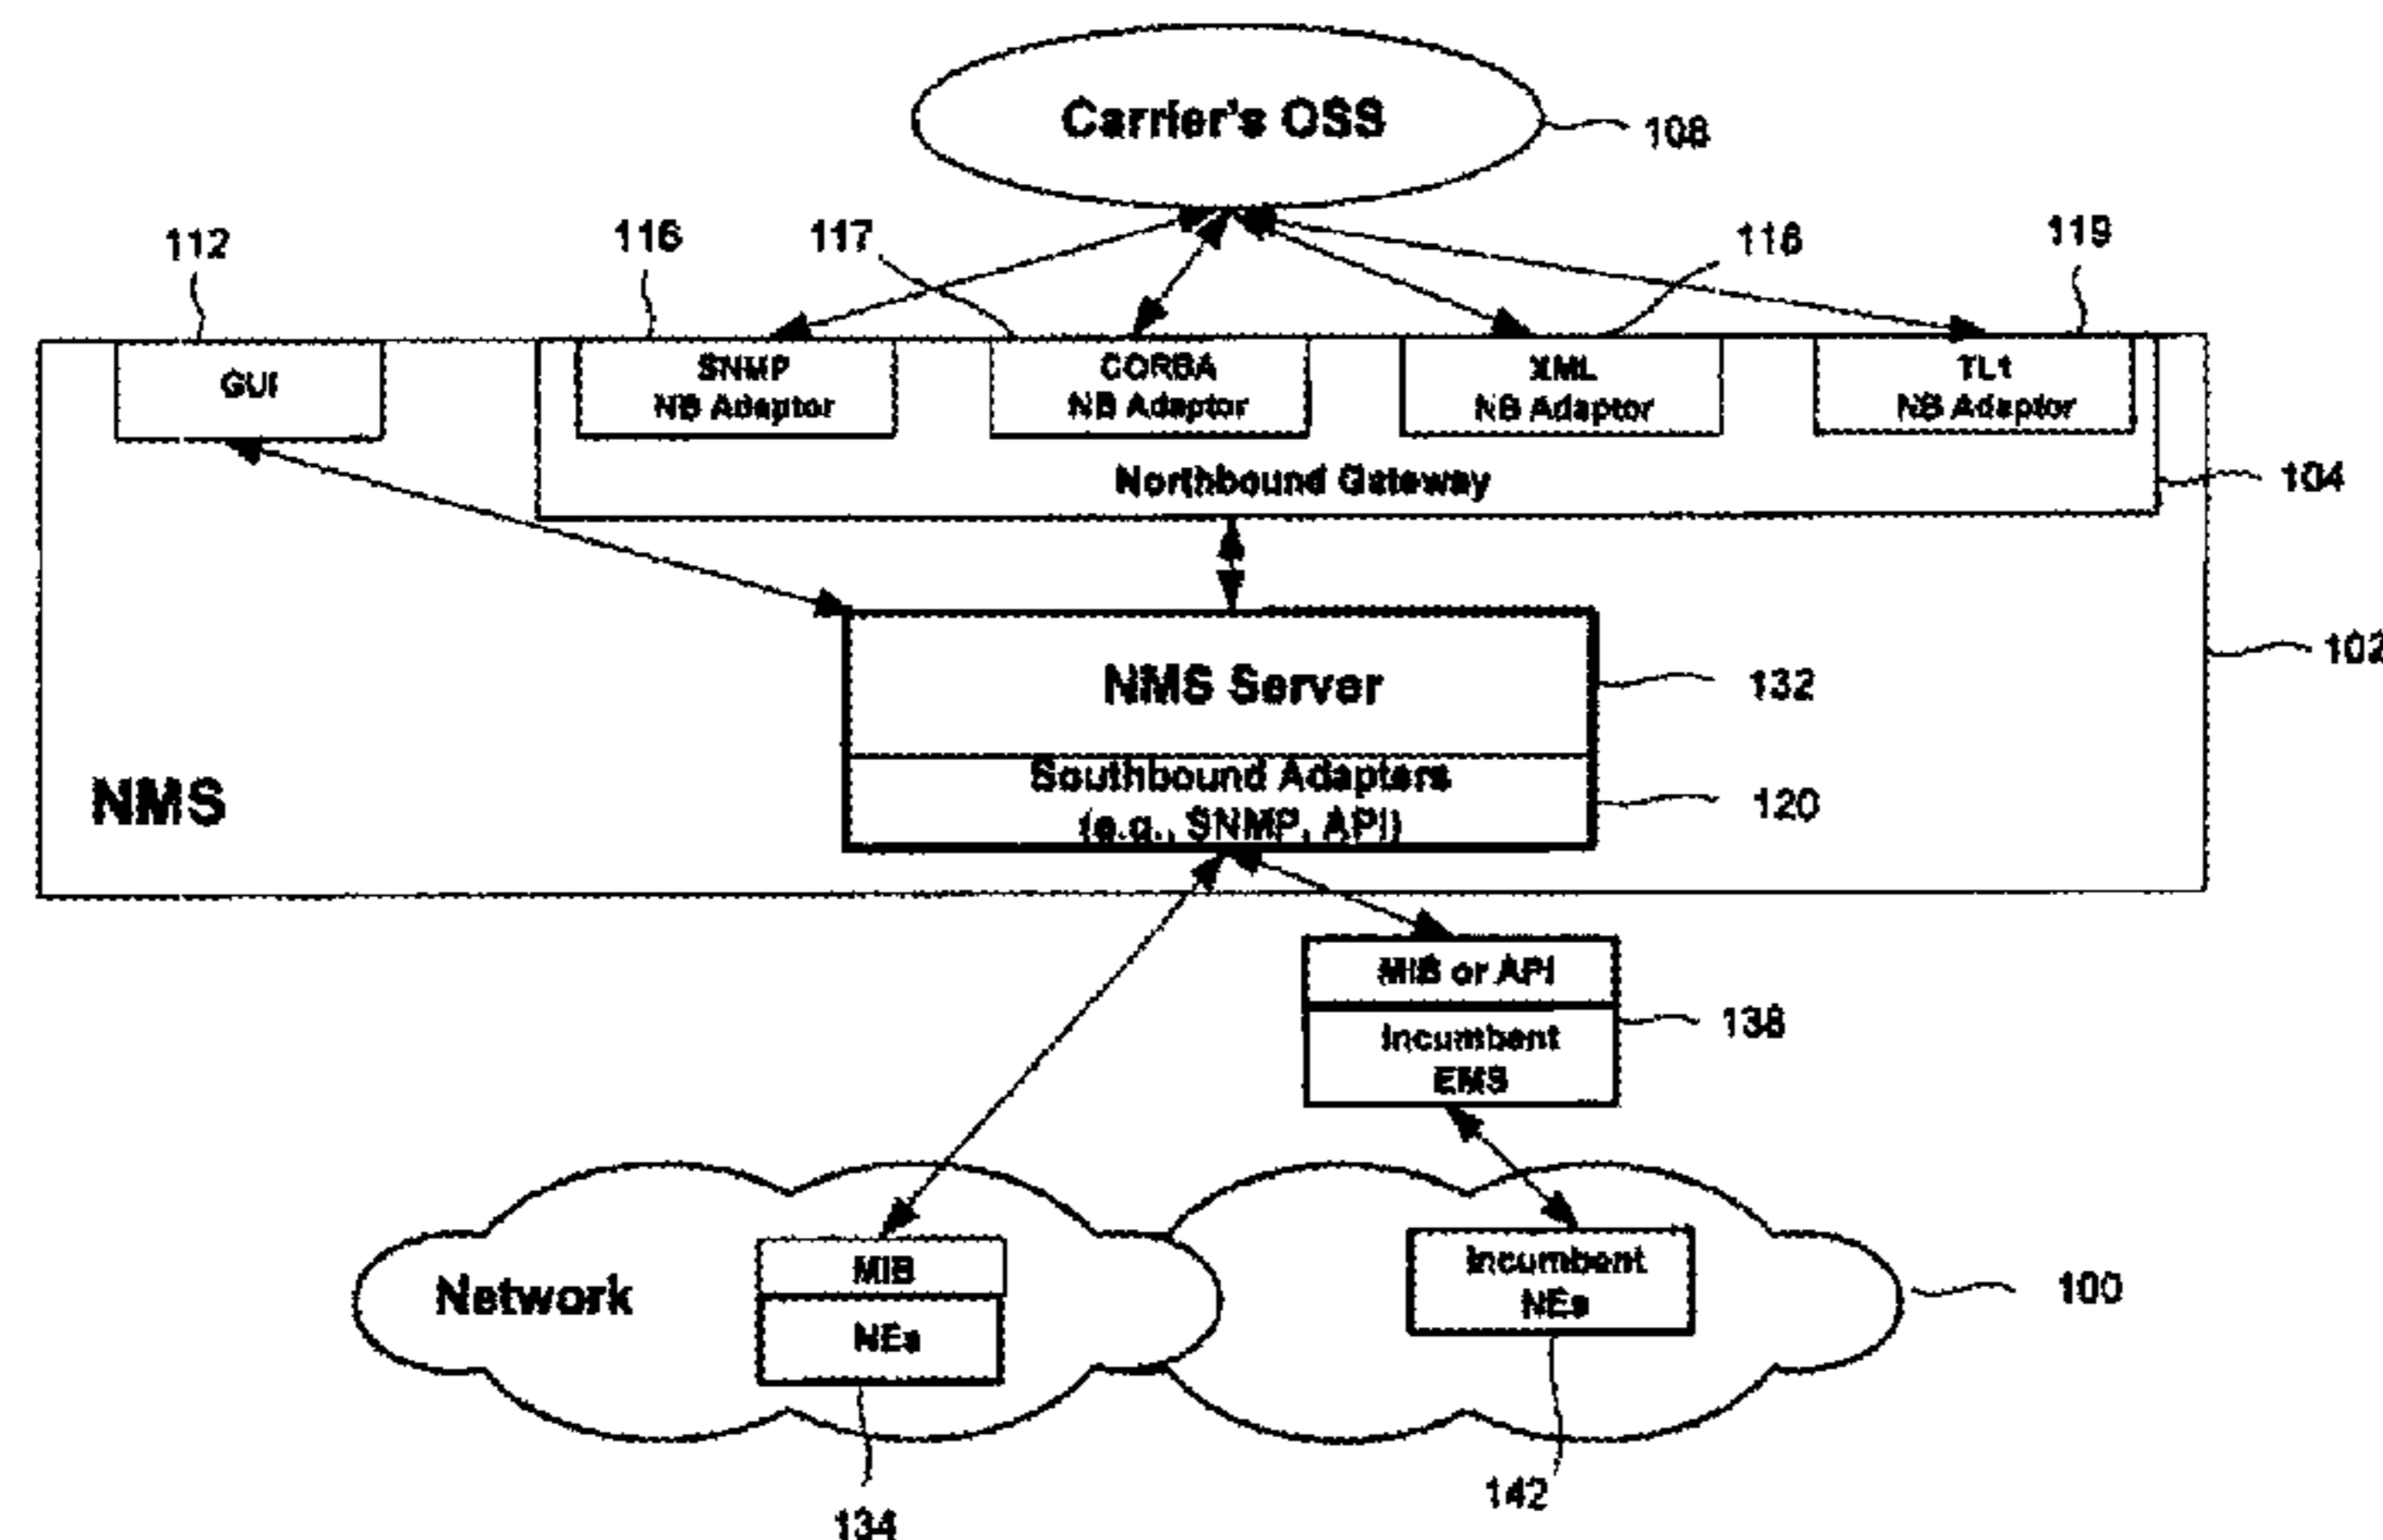 Carrier's OSS
108
112
116
117
118
119
GUI
SNMP
NB Adaptor
CORBA
NB Adaptor
XML
NB Adaptor
TL1
NB Adaptor
Northbound Gateway
104
NMS Server
132
102
Southbound Adapters
(e.g., SNMP, API)
120
NMS
MIB or API
Incumbent
EMS
138
Network
MIB
NEs
Incumbent
NEs
100
134
142